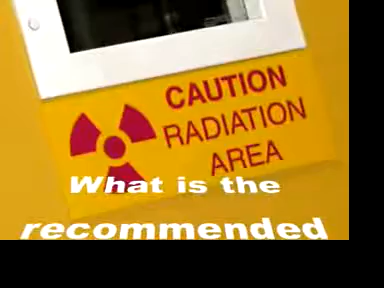 CAUTION
RADIATION
AREA
What is the
recommended